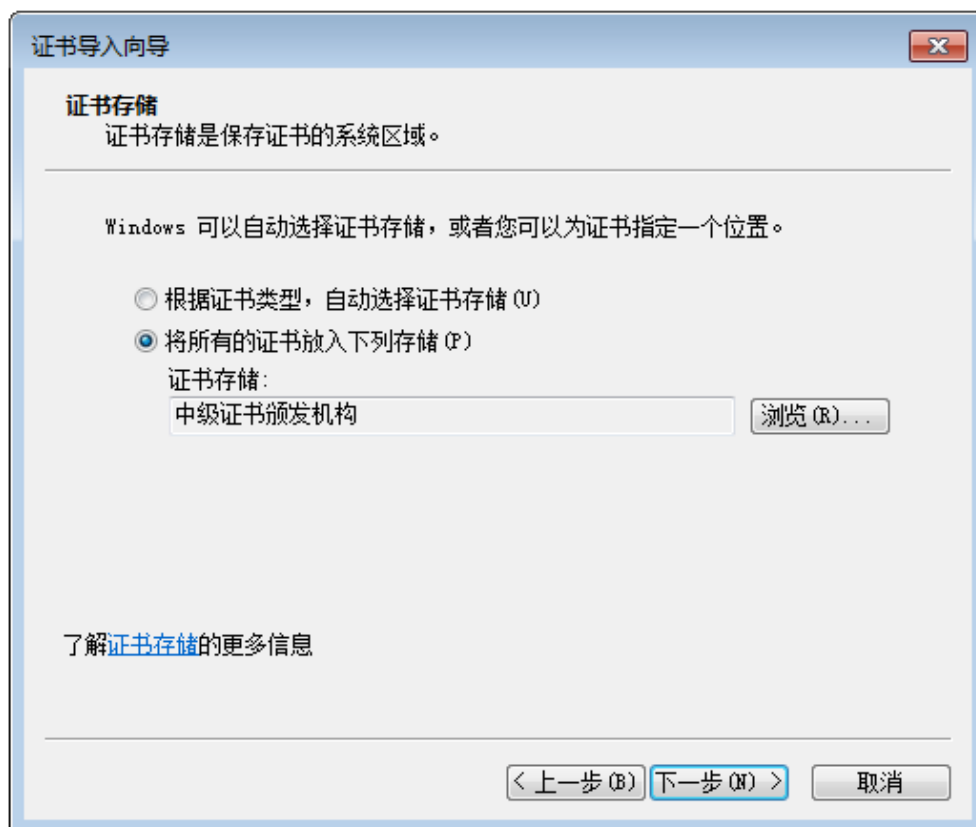 证书导入向导
证书存储
证书存储是保存证书的系统区域。
Windows 可以自动选择证书存储，或者您可以为证书指定一个位置。
根据证书类型，自动选择证书存储(U)
将所有的证书放入下列存储(P)
证书存储:
中级证书颁发机构 浏览(R)...
了解证书存储的更多信息
< 上一步(B) 下一步(N) > 取消